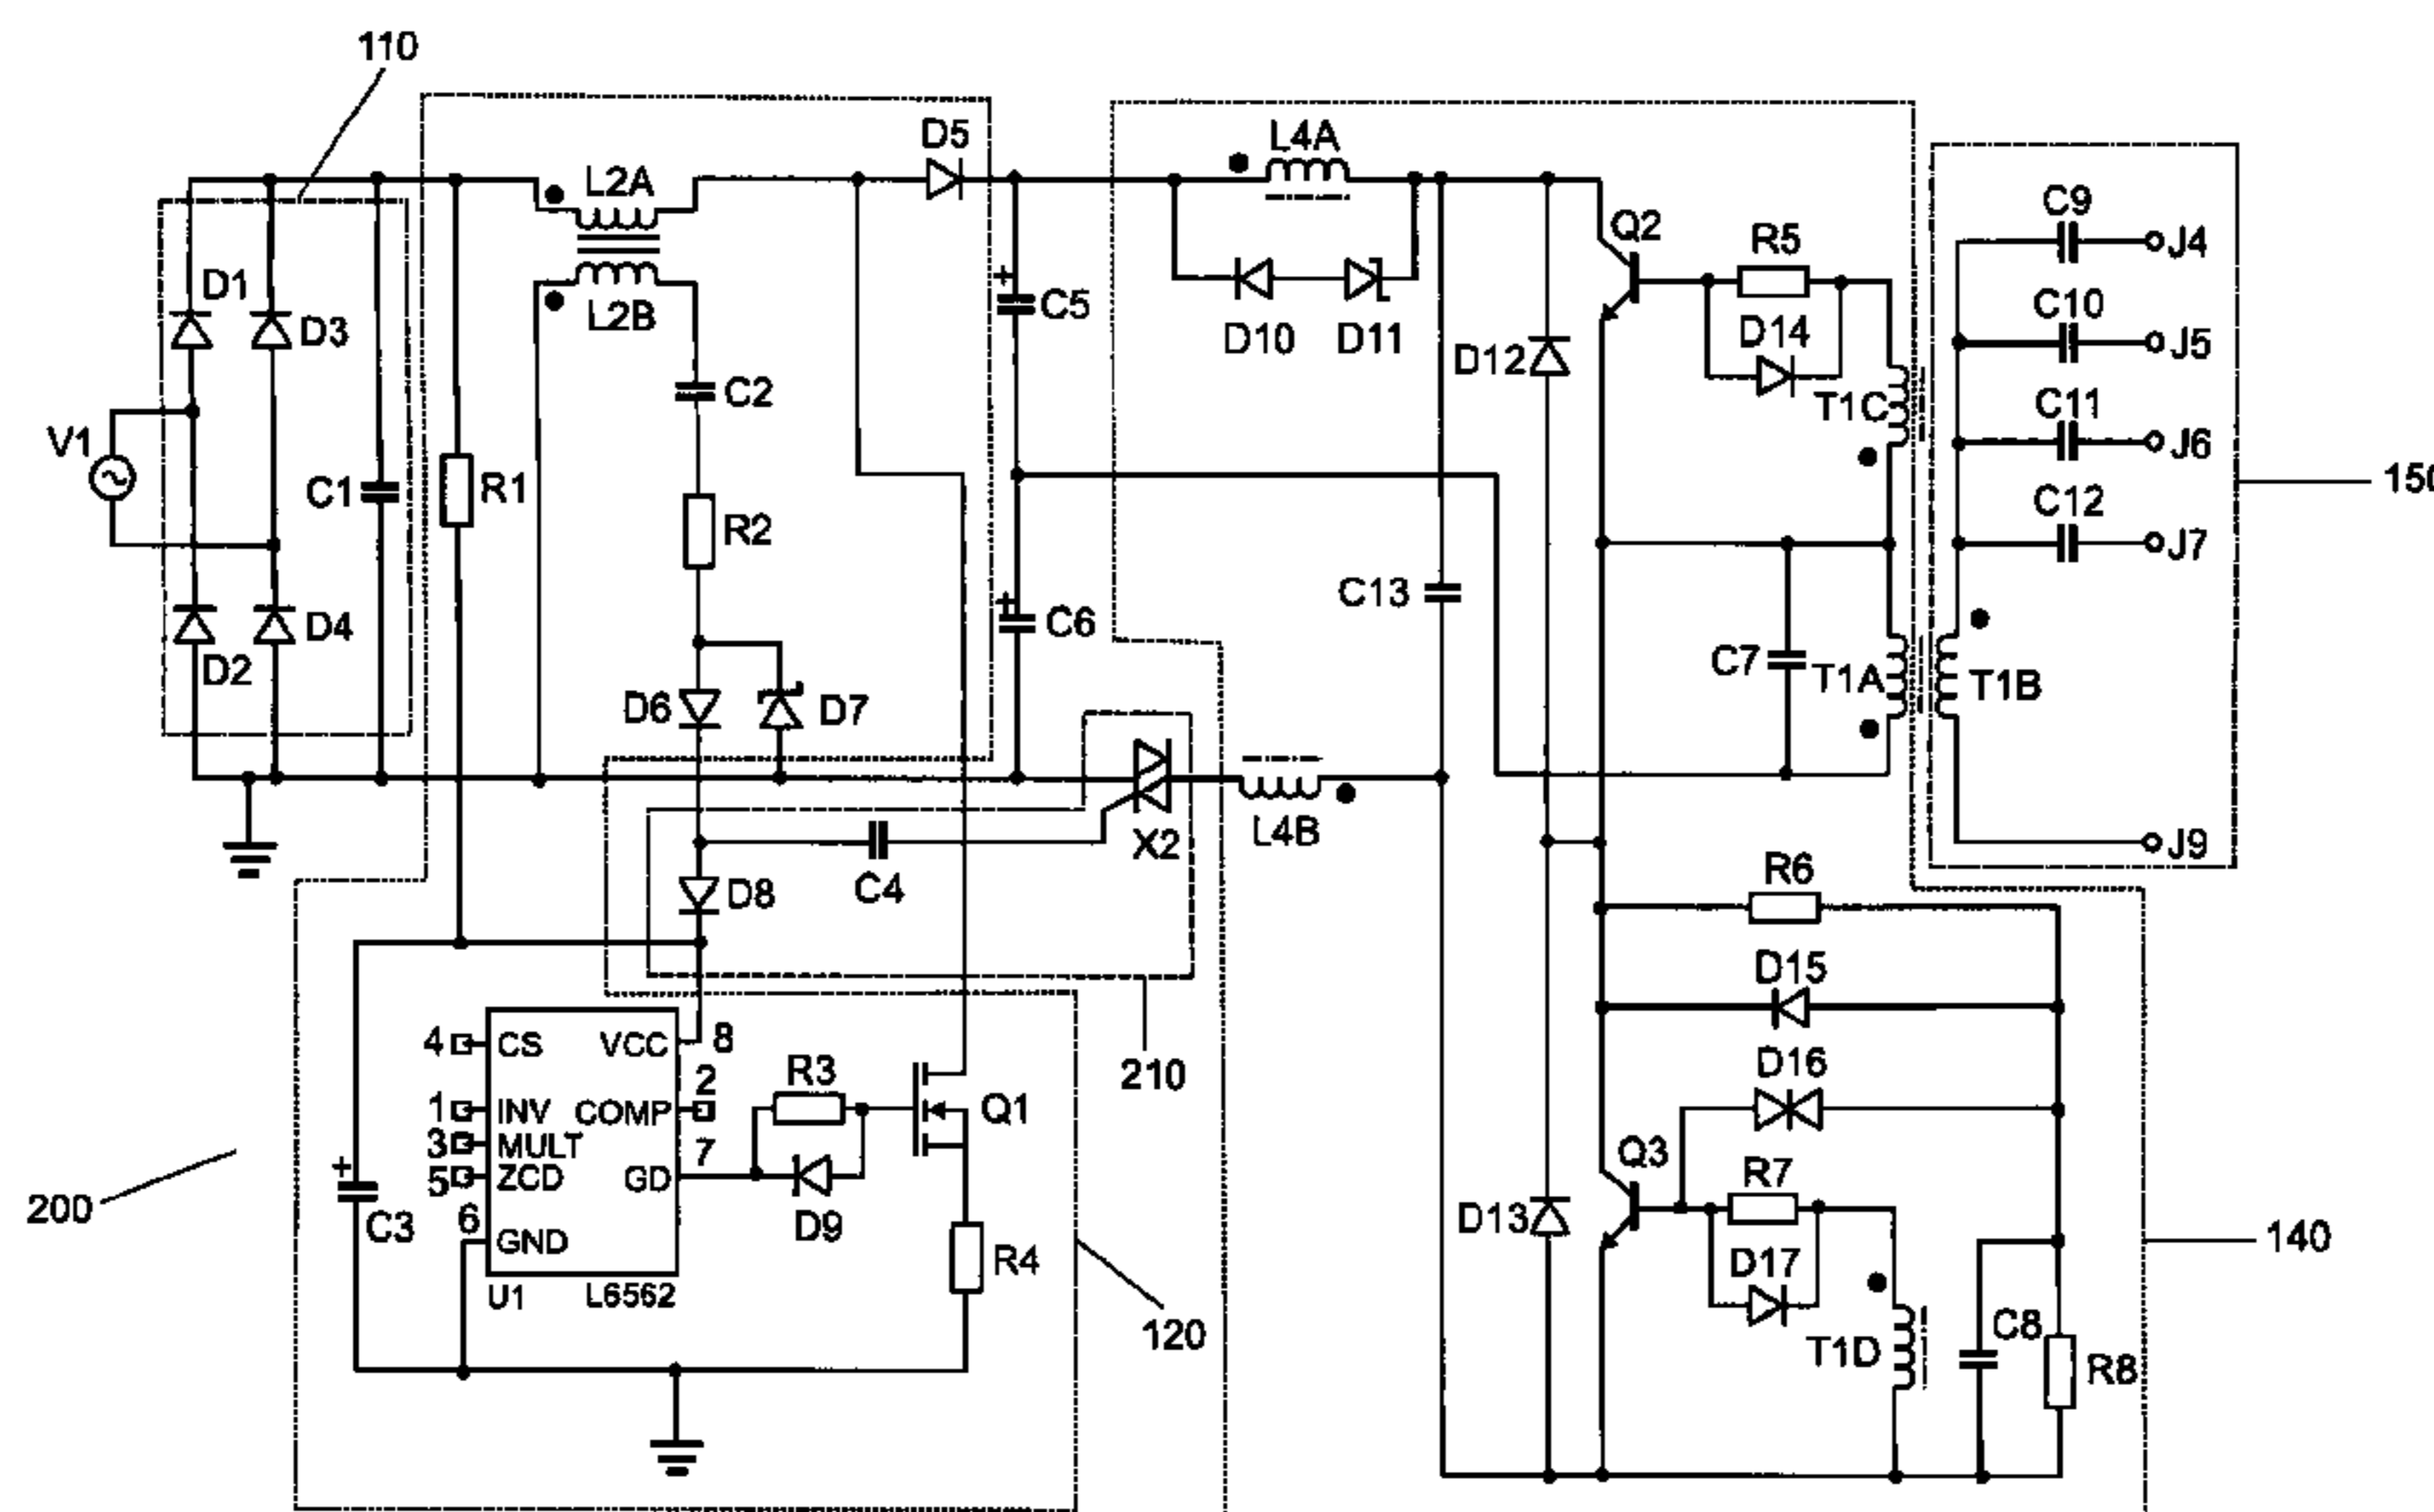 110
D5
L4A
L2A
C9
J4
Q2
R5
D1
D3
L2B
C5
C10
J5
D14
D10
D11
D12
C2
T1C
C11
J6
V1
C1
R1
C12
150
R2
J7
C13
D4
C6
D2
C7
T1A
T1B
D6
D7
X2
L4B
J9
R6
D8
C4
D15
4 CS VCC 8
2
R3
210
D16
1 INV COMP
Q1
3 MULT 7
5 ZCD GD
Q3
R7
200
C3
6
D9
D13
140
GND
R4
D17
U1 L6562
120
T1D
C8
R8